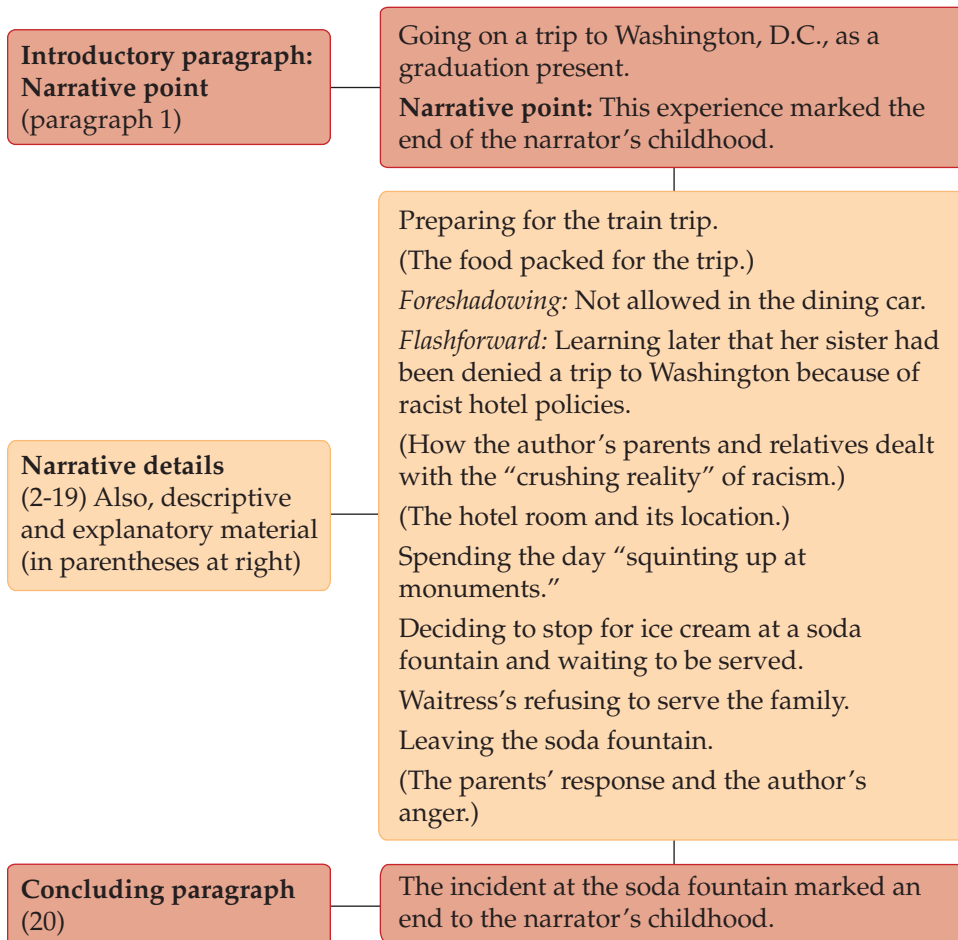 Introductory paragraph:
Narrative point
(paragraph 1)
Going on a trip to Washington, D.C., as a
graduation present.
Narrative point: This experience marked the
end of the narrator’s childhood.
Narrative details
(2-19) Also, descriptive
and explanatory material
(in parentheses at right)
Preparing for the train trip.
(The food packed for the trip.)
Foreshadowing: Not allowed in the dining car.
Flashforward: Learning later that her sister had
been denied a trip to Washington because of
racist hotel policies.
(How the author’s parents and relatives dealt
with the “crushing reality” of racism.)
(The hotel room and its location.)
Spending the day “squinting up at
monuments.”
Deciding to stop for ice cream at a soda
fountain and waiting to be served.
Waitress’s refusing to serve the family.
Leaving the soda fountain.
(The parents’ response and the author’s
anger.)
Concluding paragraph
(20)
The incident at the soda fountain marked an
end to the narrator’s childhood.